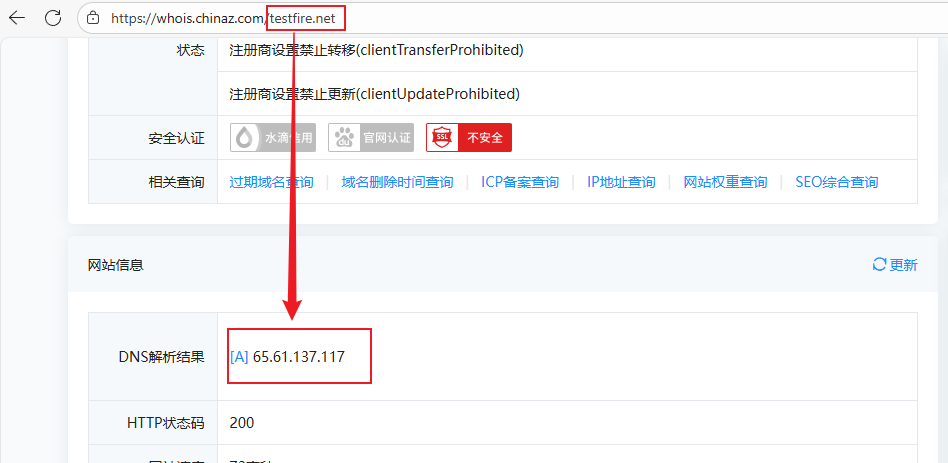 https://whois.chinaz.com/testfire.net
状态
注册商设置禁止转移(clientTransferProhibited)
注册商设置禁止更新(clientUpdateProhibited)
安全认证
水滴信用
Bai du
官网认证
SSL
不安全
相关查询
过期域名查询
域名删除时间查询
ICP备案查询
IP地址查询
网站权重查询
SEO综合查询
网站信息
更新
DNS解析结果
[A] 65.61.137.117
HTTP状态码
200